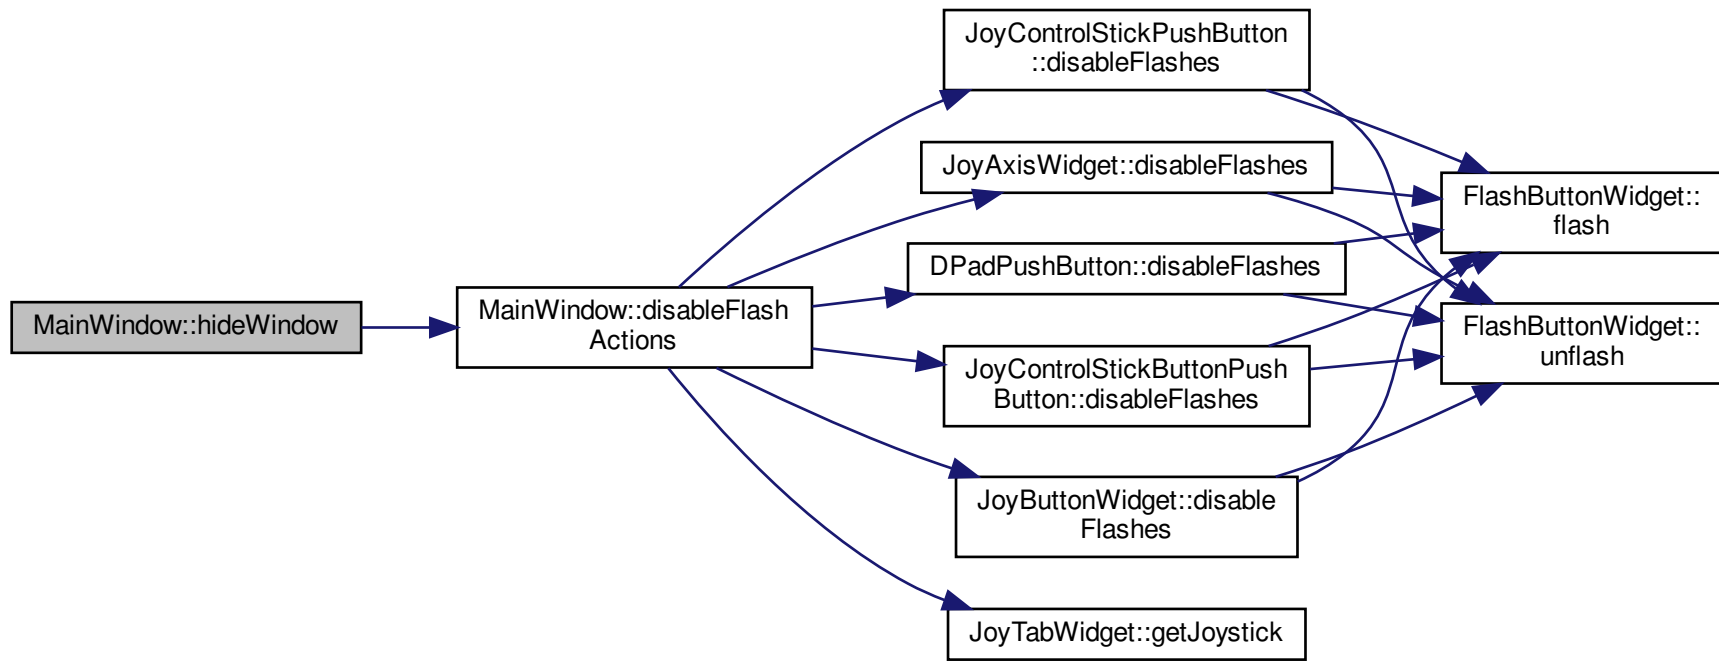 MainWindow::hideWindow
MainWindow::disableFlash
Actions
JoyControlStickPushButton
::disableFlashes
JoyAxisWidget::disableFlashes
DPadPushButton::disableFlashes
JoyControlStickButtonPush
Button::disableFlashes
JoyButtonWidget::disable
Flashes
JoyTabWidget::getJoystick
FlashButtonWidget::
flash
FlashButtonWidget::
unflash